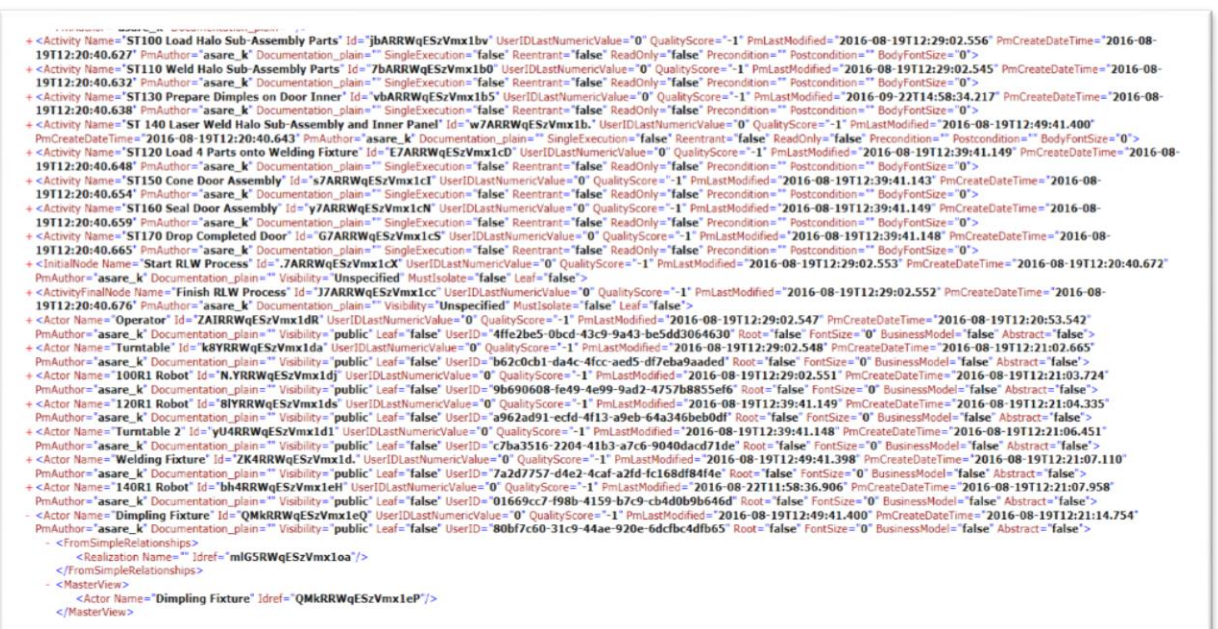 + <Activity Name="ST100 Load Halo Sub-Assembly Parts" Id="jbARRWqESzVmx1bv" UserIDLastNumericValue="0" QualityScore="-1" PmLastModified="2016-08-19T12:29:02.556" PmCreateDateTime="2016-08-
19T12:20:40.627" PmAuthor="asare_k" Documentation_plain="" SingleExecution="false" Reentrant="false" ReadOnly="false" Precondition="" Postcondition="" BodyFontSize="0">
+ <Activity Name="ST110 Weld Halo Sub-Assembly Parts" Id="7bARRWqESzVmx1b0" UserIDLastNumericValue="0" QualityScore="-1" PmLastModified="2016-08-19T12:29:02.545" PmCreateDateTime="2016-08-
19T12:20:40.632" PmAuthor="asare_k" Documentation_plain="" SingleExecution="false" Reentrant="false" ReadOnly="false" Precondition="" Postcondition="" BodyFontSize="0">
+ <Activity Name="ST130 Prepare Dimples on Door Inner" Id="vbARRWqESzVmx1b5" UserIDLastNumericValue="0" QualityScore="-1" PmLastModified="2016-09-22T14:58:34.217" PmCreateDateTime="2016-08-
19T12:20:40.638" PmAuthor="asare_k" Documentation_plain="" SingleExecution="false" Reentrant="false" ReadOnly="false" Precondition="" Postcondition="" BodyFontSize="0">
+ <Activity Name="ST 140 Laser Weld Halo Sub-Assembly and Inner Panel" Id="w7ARRWqESzVmx1b." UserIDLastNumericValue="0" QualityScore="-1" PmLastModified="2016-08-19T12:49:41.400"
PmCreateDateTime="2016-08-19T12:20:40.643" PmAuthor="asare_k" Documentation_plain="" SingleExecution="false" Reentrant="false" ReadOnly="false" Precondition="" Postcondition="" BodyFontSize="0">
+ <Activity Name="ST120 Load 4 Parts onto Welding Fixture" Id="E7ARRWqESzVmx1cD" UserIDLastNumericValue="0" QualityScore="-1" PmLastModified="2016-08-19T12:39:41.149" PmCreateDateTime="2016-08-
19T12:20:40.648" PmAuthor="asare_k" Documentation_plain="" SingleExecution="false" Reentrant="false" ReadOnly="false" Precondition="" Postcondition="" BodyFontSize="0">
+ <Activity Name="ST150 Cone Door Assembly" Id="s7ARRWqESzVmx1cI" UserIDLastNumericValue="0" QualityScore="-1" PmLastModified="2016-08-19T12:39:41.143" PmCreateDateTime="2016-08-
19T12:20:40.654" PmAuthor="asare_k" Documentation_plain="" SingleExecution="false" Reentrant="false" ReadOnly="false" Precondition="" Postcondition="" BodyFontSize="0">
+ <Activity Name="ST160 Seal Door Assembly" Id="y7ARRWqESzVmx1cN" UserIDLastNumericValue="0" QualityScore="-1" PmLastModified="2016-08-19T12:39:41.149" PmCreateDateTime="2016-08-
19T12:20:40.659" PmAuthor="asare_k" Documentation_plain="" SingleExecution="false" Reentrant="false" ReadOnly="false" Precondition="" Postcondition="" BodyFontSize="0">
+ <Activity Name="ST170 Drop Completed Door" Id="G7ARRWqESzVmx1cS" UserIDLastNumericValue="0" QualityScore="-1" PmLastModified="2016-08-19T12:39:41.148" PmCreateDateTime="2016-08-
19T12:20:40.665" PmAuthor="asare_k" Documentation_plain="" SingleExecution="false" Reentrant="false" ReadOnly="false" Precondition="" Postcondition="" BodyFontSize="0">
+ <InitialNode Name="Start RLW Process" Id=".7ARRWqESzVmx1cX" UserIDLastNumericValue="0" QualityScore="-1" PmLastModified="2016-08-19T12:29:02.553" PmCreateDateTime="2016-08-19T12:20:40.672"
PmAuthor="asare_k" Documentation_plain="" Visibility="Unspecified" MustIsolate="false" Leaf="false">
+ <ActivityFinalNode Name="Finish RLW Process" Id="J7ARRWqESzVmx1cc" UserIDLastNumericValue="0" QualityScore="-1" PmLastModified="2016-08-19T12:29:02.552" PmCreateDateTime="2016-08-
19T12:20:40.676" PmAuthor="asare_k" Documentation_plain="" Visibility="Unspecified" MustIsolate="false" Leaf="false">
+ <Actor Name="Operator" Id="ZAIRRWqESzVmx1dR" UserIDLastNumericValue="0" QualityScore="-1" PmLastModified="2016-08-19T12:29:02.547" PmCreateDateTime="2016-08-19T12:20:53.542"
PmAuthor="asare_k" Documentation_plain="" Visibility="public" Leaf="false" UserID="4ffe2be5-0bcd-43c9-9a43-be5dd3064630" Root="false" FontSize="0" BusinessModel="false" Abstract="false">
+ <Actor Name="Turntable" Id="k8YRRWqESzVmx1da" UserIDLastNumericValue="0" QualityScore="-1" PmLastModified="2016-08-19T12:29:02.548" PmCreateDateTime="2016-08-19T12:21:02.665"
PmAuthor="asare_k" Documentation_plain="" Visibility="public" Leaf="false" UserID="b62c0cb1-da4c-4fcc-aed5-df7eba9aaded" Root="false" FontSize="0" BusinessModel="false" Abstract="false">
+ <Actor Name="100R1 Robot" Id="N.YRRWqESzVmx1dj" UserIDLastNumericValue="0" QualityScore="-1" PmLastModified="2016-08-19T12:29:02.551" PmCreateDateTime="2016-08-19T12:21:03.724"
PmAuthor="asare_k" Documentation_plain="" Visibility="public" Leaf="false" UserID="9b690608-fe49-4e99-9ad2-4757b8855ef6" Root="false" FontSize="0" BusinessModel="false" Abstract="false">
+ <Actor Name="120R1 Robot" Id="8lYRRWqESzVmx1ds" UserIDLastNumericValue="0" QualityScore="-1" PmLastModified="2016-08-19T12:39:41.149" PmCreateDateTime="2016-08-19T12:21:04.335"
PmAuthor="asare_k" Documentation_plain="" Visibility="public" Leaf="false" UserID="a962ad91-ecfd-4f13-a9eb-64a346beb0df" Root="false" FontSize="0" BusinessModel="false" Abstract="false">
+ <Actor Name="Turntable 2" Id="yU4RRWqESzVmx1d1" UserIDLastNumericValue="0" QualityScore="-1" PmLastModified="2016-08-19T12:39:41.148" PmCreateDateTime="2016-08-19T12:21:06.451"
PmAuthor="asare_k" Documentation_plain="" Visibility="public" Leaf="false" UserID="c7ba3516-2204-41b3-a7c6-9040dacd71de" Root="false" FontSize="0" BusinessModel="false" Abstract="false">
+ <Actor Name="Welding Fixture" Id="ZK4RRWqESzVmx1d." UserIDLastNumericValue="0" QualityScore="-1" PmLastModified="2016-08-19T12:49:41.398" PmCreateDateTime="2016-08-19T12:21:07.110"
PmAuthor="asare_k" Documentation_plain="" Visibility="public" Leaf="false" UserID="7a2d7757-d4e2-4caf-a2fd-fc168df84f4e" Root="false" FontSize="0" BusinessModel="false" Abstract="false">
+ <Actor Name="140R1 Robot" Id="bh4RRWqESzVmx1eH" UserIDLastNumericValue="0" QualityScore="-1" PmLastModified="2016-08-22T11:58:36.906" PmCreateDateTime="2016-08-19T12:21:07.958"
PmAuthor="asare_k" Documentation_plain="" Visibility="public" Leaf="false" UserID="01669cc7-f98b-4159-b7c9-cb4d0b9b646d" Root="false" FontSize="0" BusinessModel="false" Abstract="false">
- <Actor Name="Dimpling Fixture" Id="QMkRRWqESzVmx1eQ" UserIDLastNumericValue="0" QualityScore="-1" PmLastModified="2016-08-19T12:49:41.400" PmCreateDateTime="2016-08-19T12:21:14.754"
PmAuthor="asare_k" Documentation_plain="" Visibility="public" Leaf="false" UserID="80bf7c60-31c9-44ae-920e-6dcfbc4dfb65" Root="false" FontSize="0" BusinessModel="false" Abstract="false">
- <FromSimpleRelationships>
<Realization Name="" Idref="mlG5RWqESzVmx1oa"/>
</FromSimpleRelationships>
- <MasterView>
<Actor Name="Dimpling Fixture" Idref="QMkRRWqESzVmx1eP"/>
</MasterView>